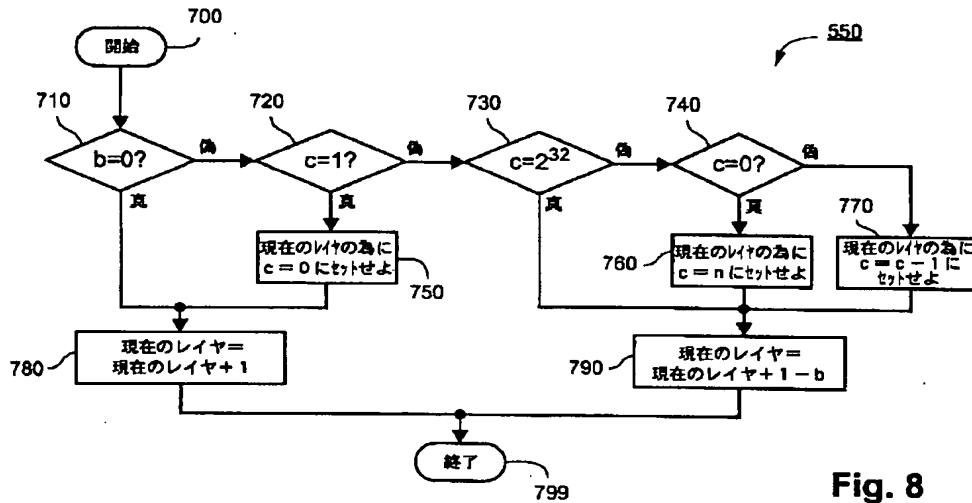 700
開始
550
710
720
730
740
b=0?
偽
c=1?
偽
c=2³²
偽
c=0?
偽
真
真
真
770
現在のレイヤの為に
c=0にセットせよ
750
760
現在のレイヤの為に
c=nにセットせよ
現在のレイヤの為に
c=c-1に
セットせよ
780
現在のレイヤ=
現在のレイヤ+1
790
現在のレイヤ=
現在のレイヤ+1-b
終了
799
Fig. 8